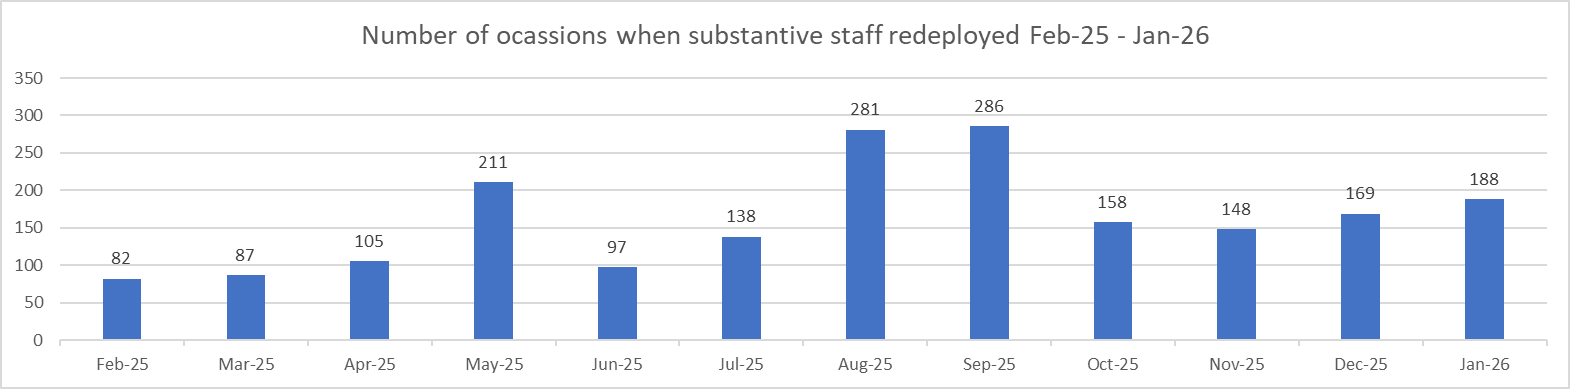 Number of ocassions when substantive staff redeployed Feb-25 - Jan-26
350
300
250
200
150
100
50
0
82
87
105
211
97
138
281
286
158
148
169
188
Feb-25
Mar-25
Apr-25
May-25
Jun-25
Jul-25
Aug-25
Sep-25
Oct-25
Nov-25
Dec-25
Jan-26